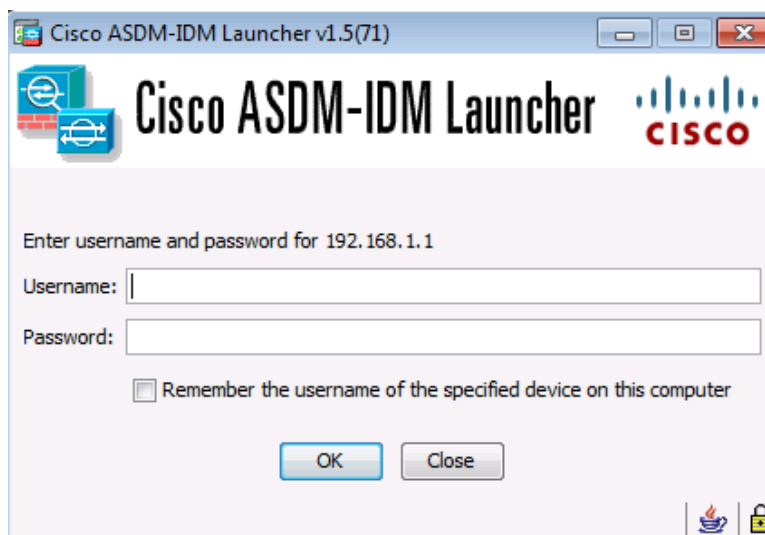 Cisco ASDM-IDM Launcher v1.5(71)
Cisco ASDM-IDM Launcher
CISCO
Enter username and password for 192.168.1.1
Username:
Password:
Remember the username of the specified device on this computer
OK
Close